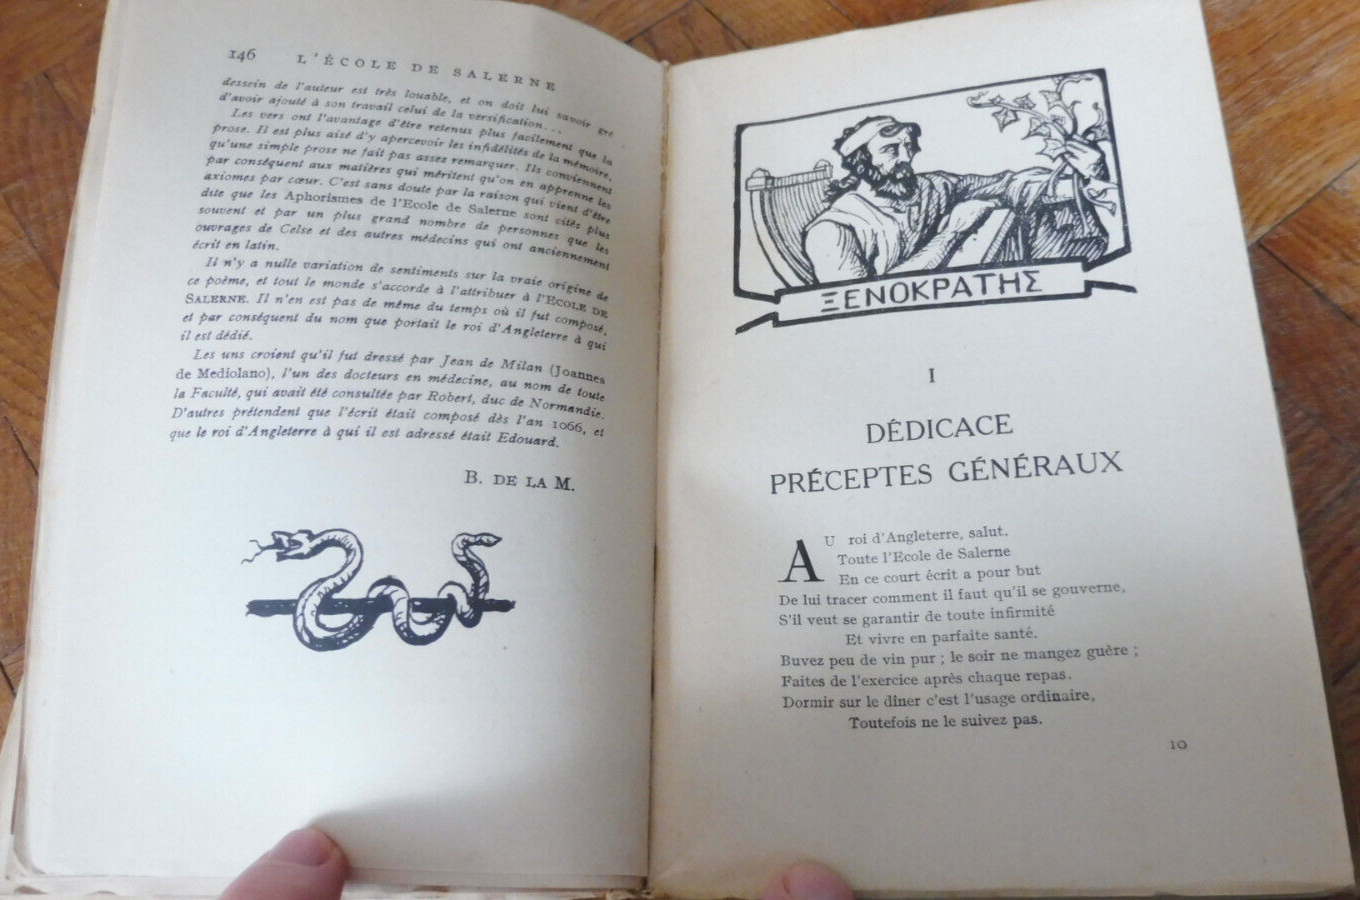 146 L'ÉCOLE DE SALERNE
dessein de l'auteur est très louable, et on doit lui savoir gré
d'avoir ajouté à son travail celui de la versification...
Les vers ont l'avantage d'être retenus plus facilement que la
prose. Il est plus aisé d'y apercevoir les infidélités de la mémoire,
qu'une simple prose ne fait pas assez remarquer. Ils conviennent
par conséquent aux matières qui méritent qu'on en apprenne les
axiomes par cœur. C'est sans doute par la raison qui vient d'être
dite que les Aphorismes de l'Ecole de Salerne sont cités plus
souvent et par un plus grand nombre de personnes que les
ouvrages de Celse et des autres médecins qui ont anciennement
écrit en latin.
Il n'y a nulle variation de sentiments sur la vraie origine de
ce poème, et tout le monde s'accorde à l'attribuer à l'ECOLE DE
SALERNE. Il n'en est pas de même du temps où il fut composé,
et par conséquent du nom que portait le roi d'Angleterre à qui
il est dédié.
Les uns croient qu'il fut dressé par Jean de Milan (Joannes
de Mediolano), l'un des docteurs en médecine, au nom de toute
la Faculté, qui avait été consultée par Robert, duc de Normandie.
D'autres prétendent que l'écrit était composé dès l'an 1066, et
que le roi d'Angleterre à qui il est adressé était Edouard.
B. DE LA M.
ΞΕΝΟΚΡΑΤΗΣ
I
DÉDICACE
PRÉCEPTES GÉNÉRAUX
AU roi d'Angleterre, salut.
Toute l'Ecole de Salerne
En ce court écrit a pour but
De lui tracer comment il faut qu'il se gouverne,
S'il veut se garantir de toute infirmité
Et vivre en parfaite santé.
Buvez peu de vin pur ; le soir ne mangez guère ;
Faites de l'exercice après chaque repas.
Dormir sur le dîner c'est l'usage ordinaire,
Toutefois ne le suivez pas.
10